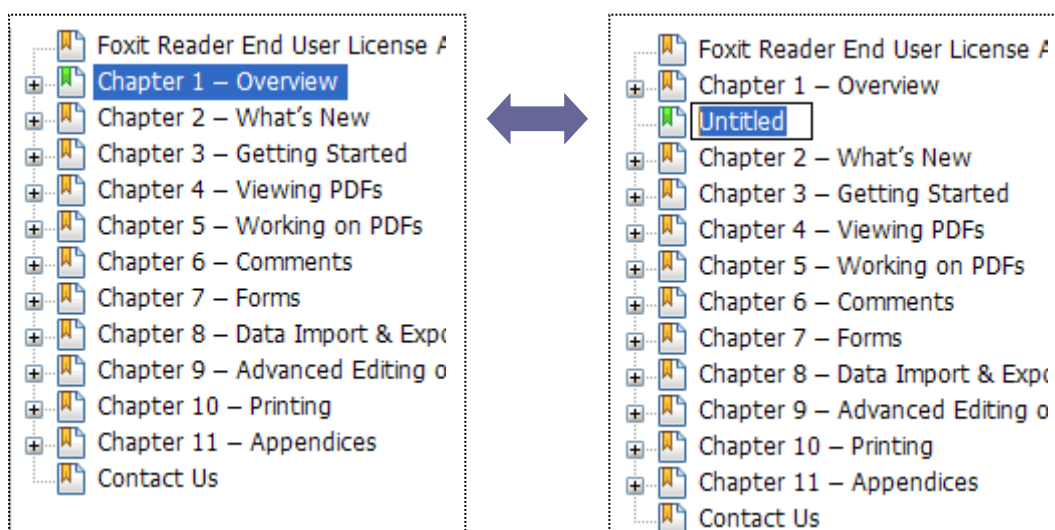 Foxit Reader End User License A
Chapter 1 – Overview
Chapter 2 – What's New
Chapter 3 – Getting Started
Chapter 4 – Viewing PDFs
Chapter 5 – Working on PDFs
Chapter 6 – Comments
Chapter 7 – Forms
Chapter 8 – Data Import & Expo
Chapter 9 – Advanced Editing o
Chapter 10 – Printing
Chapter 11 – Appendices
Contact Us
Foxit Reader End User License A
Chapter 1 – Overview
Untitled
Chapter 2 – What's New
Chapter 3 – Getting Started
Chapter 4 – Viewing PDFs
Chapter 5 – Working on PDFs
Chapter 6 – Comments
Chapter 7 – Forms
Chapter 8 – Data Import & Expo
Chapter 9 – Advanced Editing o
Chapter 10 – Printing
Chapter 11 – Appendices
Contact Us